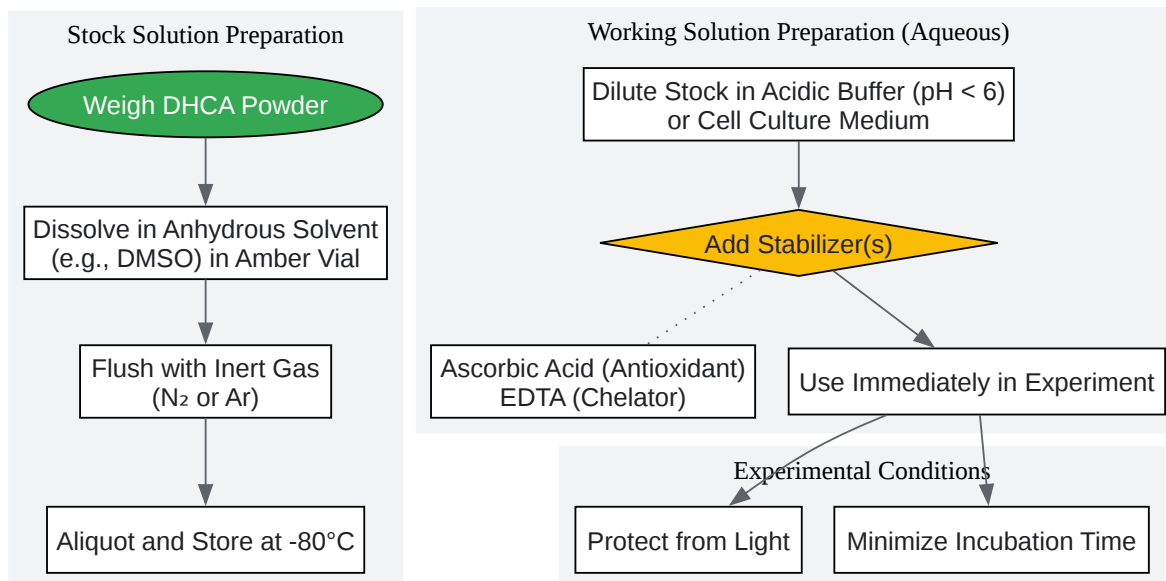 Stock Solution Preparation
Weigh DHCA Powder
Dissolve in Anhydrous Solvent
(e.g., DMSO) in Amber Vial
Flush with Inert Gas
(N₂ or Ar)
Aliquot and Store at -80°C
Working Solution Preparation (Aqueous)
Dilute Stock in Acidic Buffer (pH < 6)
or Cell Culture Medium
Add Stabilizer(s)
Ascorbic Acid (Antioxidant)
EDTA (Chelator)
Use Immediately in Experiment
Experimental Conditions
Protect from Light
Minimize Incubation Time